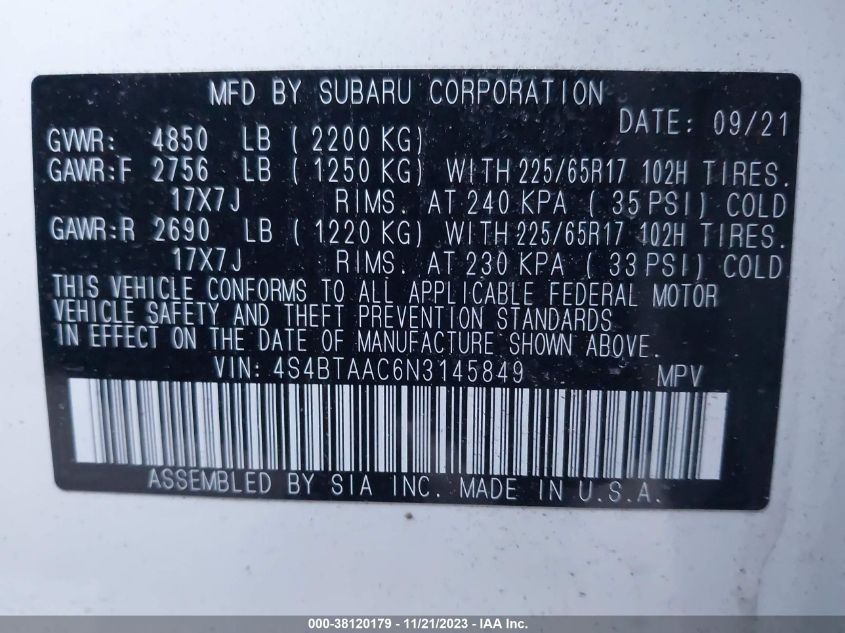 MFD BY SUBARU CORPORATION
DATE: 09/21
GVWR: 4850 LB (2200 KG)
GAWR:F 2756 LB (1250 KG) WITH 225/65R17 102H TIRES.
17X7J RIMS. AT 240 KPA (35 PSI) COLD
GAWR:R 2690 LB (1220 KG) WITH 225/65R17 102H TIRES.
17X7J RIMS. AT 230 KPA (33 PSI) COLD
THIS VEHICLE CONFORMS TO ALL APPLICABLE FEDERAL MOTOR
VEHICLE SAFETY AND THEFT PREVENTION STANDARDS
IN EFFECT ON THE DATE OF MANUFACTURE SHOWN ABOVE.
VIN: 4S4BTAAC6N3145849 MPV
ASSEMBLED BY SIA INC. MADE IN U.S.A.
000-38120179 - 11/21/2023 - IAA Inc.